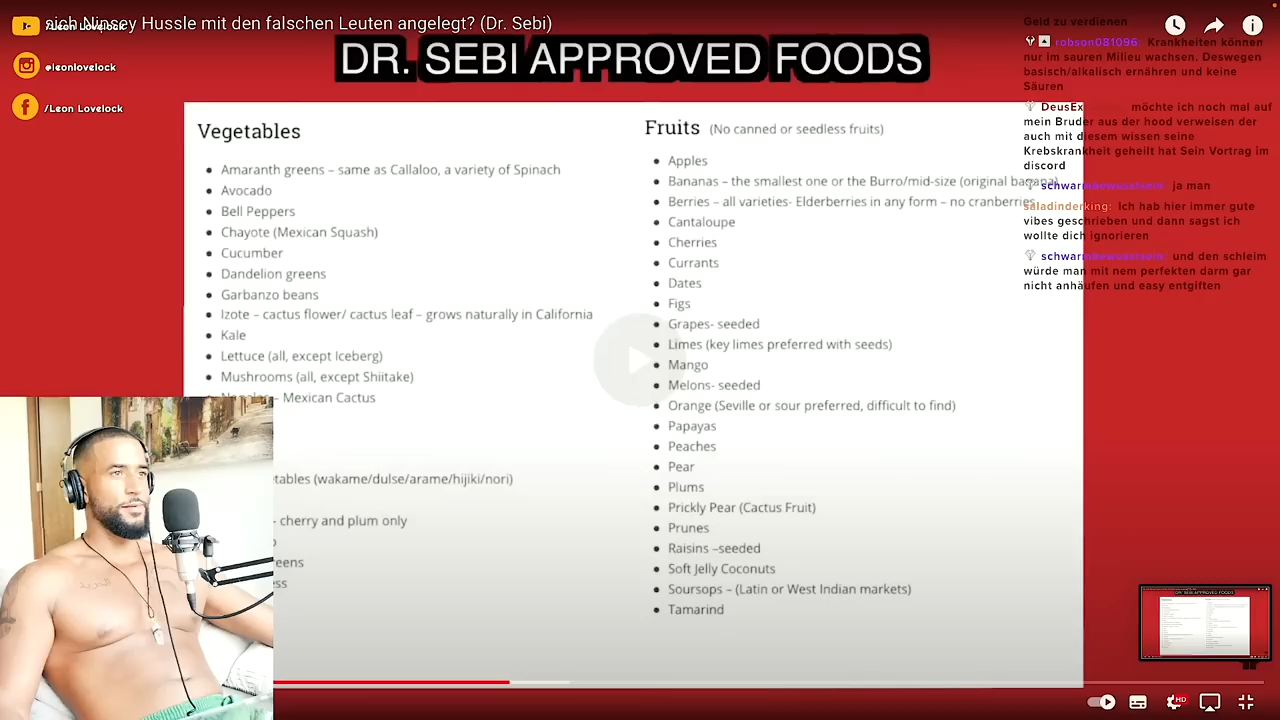 sich Nipsey Hussle mit den falschen Leuten angelegt? (Dr. Sebi)
/Leon Lovelock
@leonlovelock
/Leon Lovelock
DR. SEBI APPROVED FOODS
Vegetables
Amaranth greens – same as Callaloo, a variety of Spinach
Avocado
Bell Peppers
Chayote (Mexican Squash)
Cucumber
Dandelion greens
Garbanzo beans
Izote – cactus flower/ cactus leaf – grows naturally in California
Kale
Lettuce (all, except Iceberg)
Mushrooms (all, except Shiitake)
– Mexican Cactus
tables (wakame/dulse/arame/hijiki/nori)
- cherry and plum only
eens
ss
Fruits (No canned or seedless fruits)
Apples
Bananas – the smallest one or the Burro/mid-size (original banana)
Berries – all varieties- Elderberries in any form – no cranberries
Cantaloupe
Cherries
Currants
Dates
Figs
Grapes- seeded
Limes (key limes preferred with seeds)
Mango
Melons- seeded
Orange (Seville or sour preferred, difficult to find)
Papayas
Peaches
Pear
Plums
Prickly Pear (Cactus Fruit)
Prunes
Raisins –seeded
Soft Jelly Coconuts
Soursops – (Latin or West Indian markets)
Tamarind
Geld zu verdienen
robson081096: Krankheiten können
nur im sauren Milieu wachsen. Deswegen
basisch/alkalisch ernähren und keine
Säuren
DeusEx möchte ich noch mal auf
mein Bruder aus der hood verweisen der
auch mit diesem wissen seine
Krebskrankheit geheilt hat Sein Vortrag im
discord
ja man
saladinderking: Ich hab hier immer gute
vibes geschrieben und dann sagst ich
wollte dich ignorieren
und den schleim
würde man mit nem perfekten darm gar
nicht anhäufen und easy entgiften
HD